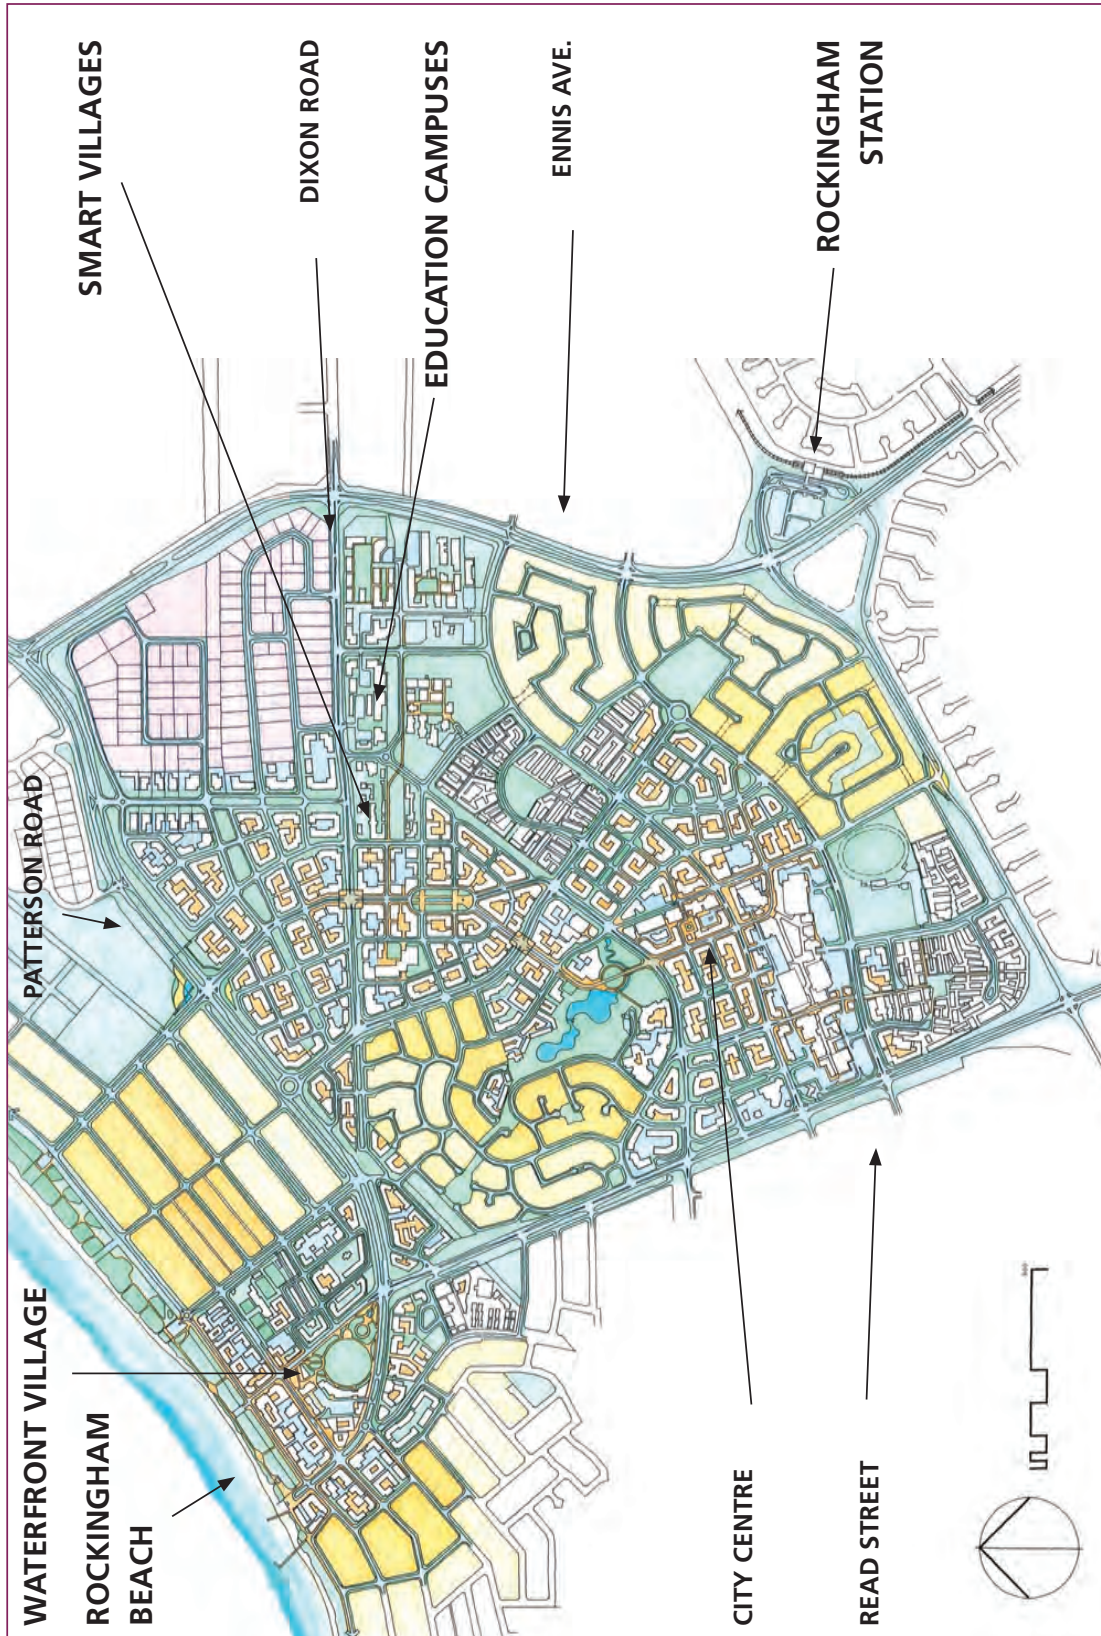 SMART VILLAGES
DIXON ROAD
EDUCATION CAMPUSES
ENNIS AVE.
ROCKINGHAM
STATION
PATTERSON ROAD
WATERFRONT VILLAGE
ROCKINGHAM
BEACH
CITY CENTRE
READ STREET